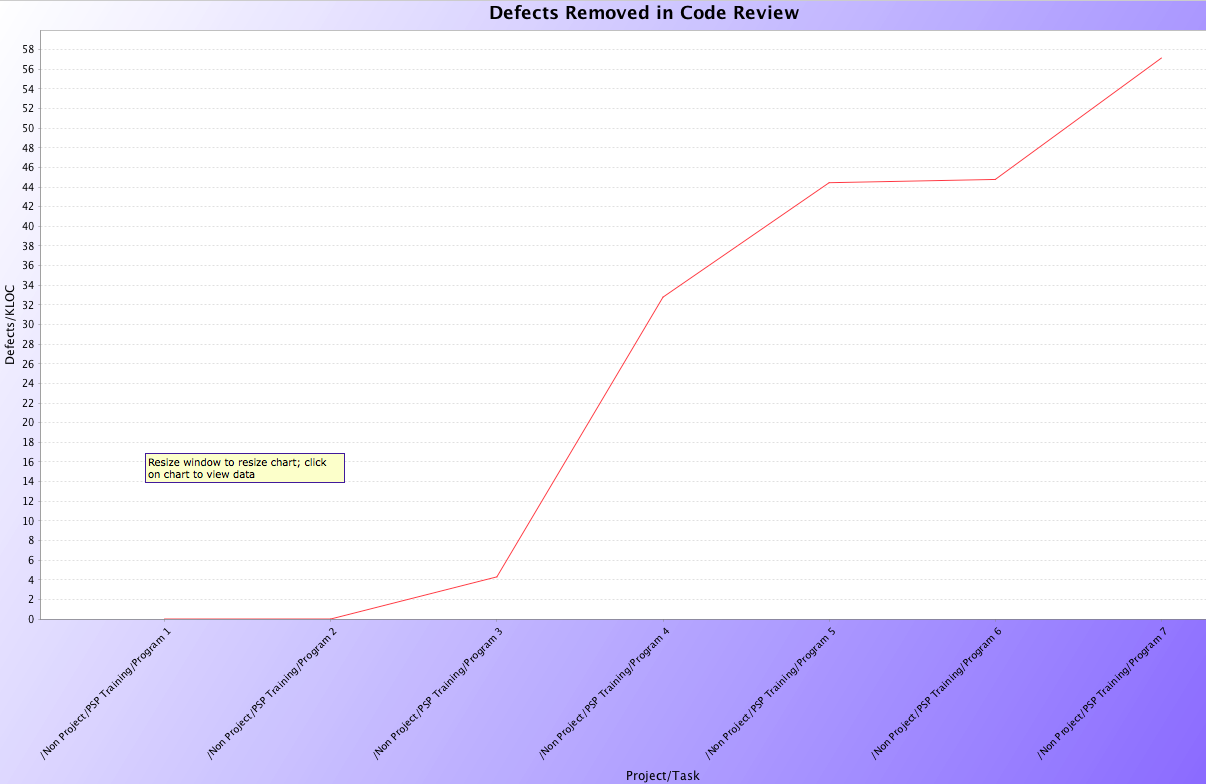 Defects Removed in Code Review
Defects/KLOC
58
56
54
52
50
48
46
44
42
40
38
36
34
32
30
28
26
24
22
20
18
16
14
12
10
8
6
4
2
0
Resize window to resize chart; click
on chart to view data
/Non Project/PSP Training/Program 1
/Non Project/PSP Training/Program 2
/Non Project/PSP Training/Program 3
/Non Project/PSP Training/Program 4
/Non Project/PSP Training/Program 5
/Non Project/PSP Training/Program 6
/Non Project/PSP Training/Program 7
Project/Task